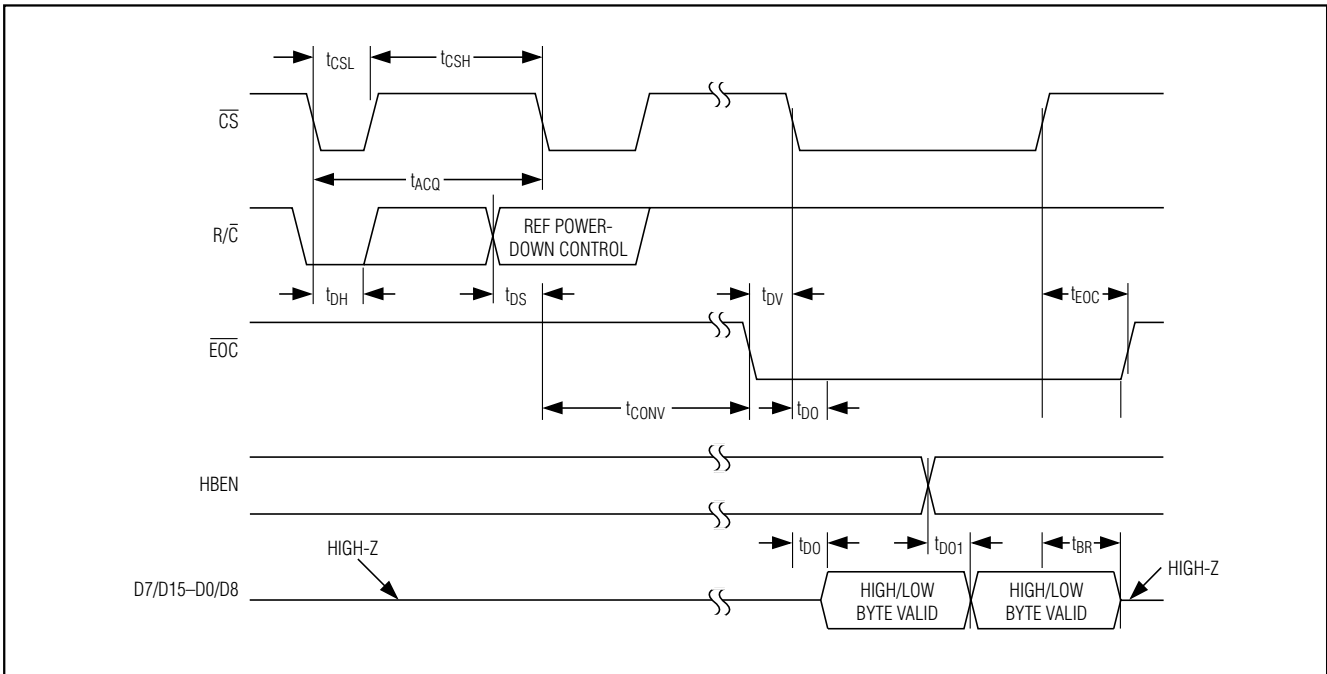 tCSL
tCSH
CS
tACQ
R/C
REF POWER-
DOWN CONTROL
tDH
tDS
tDV
tEOC
EOC
tCONV
tDO
HBEN
HIGH-Z
tDO
tDO1
tBR
HIGH-Z
D7/D15–D0/D8
HIGH/LOW
BYTE VALID
HIGH/LOW
BYTE VALID